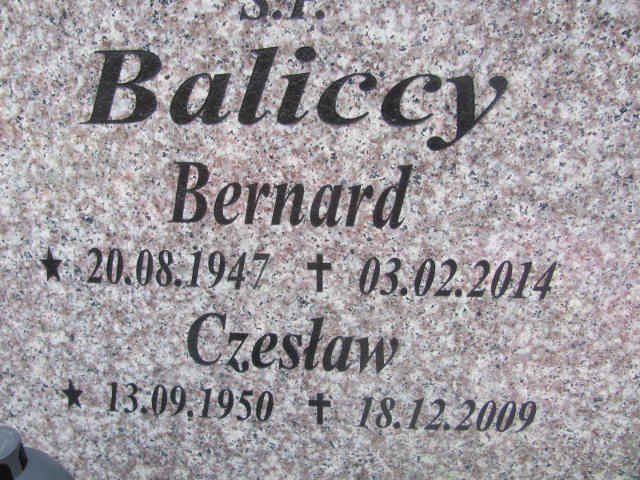 Ś.P.
Baliccy
Bernard
★ 20.08.1947 ✝ 03.02.2014
Czesław
★ 13.09.1950 ✝ 18.12.2009